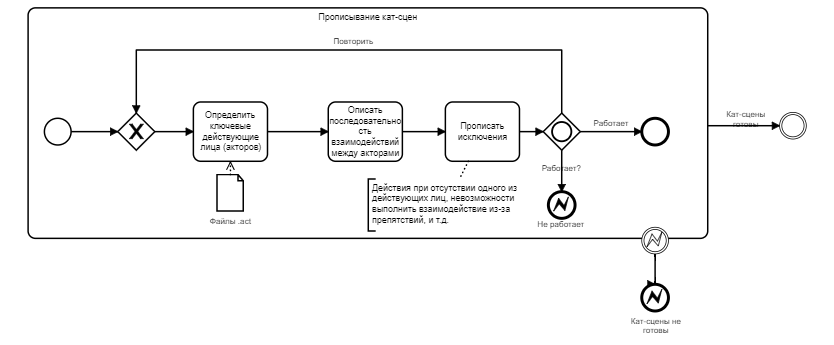 Прописывание кат-сцен
Повторить
Определить
ключевые
действующие
лица (акторов)
Описать
последовательно
сть
взаимодействий
между акторами
Прописать
исключения
Работает
Кат-сцены
готовы
Работает?
Файлы .act
Действия при отсутствии одного из
действующих лиц, невозможности
выполнить взаимодействие из-за
препятствий, и т.д.
Не работает
Кат-сцены не
готовы